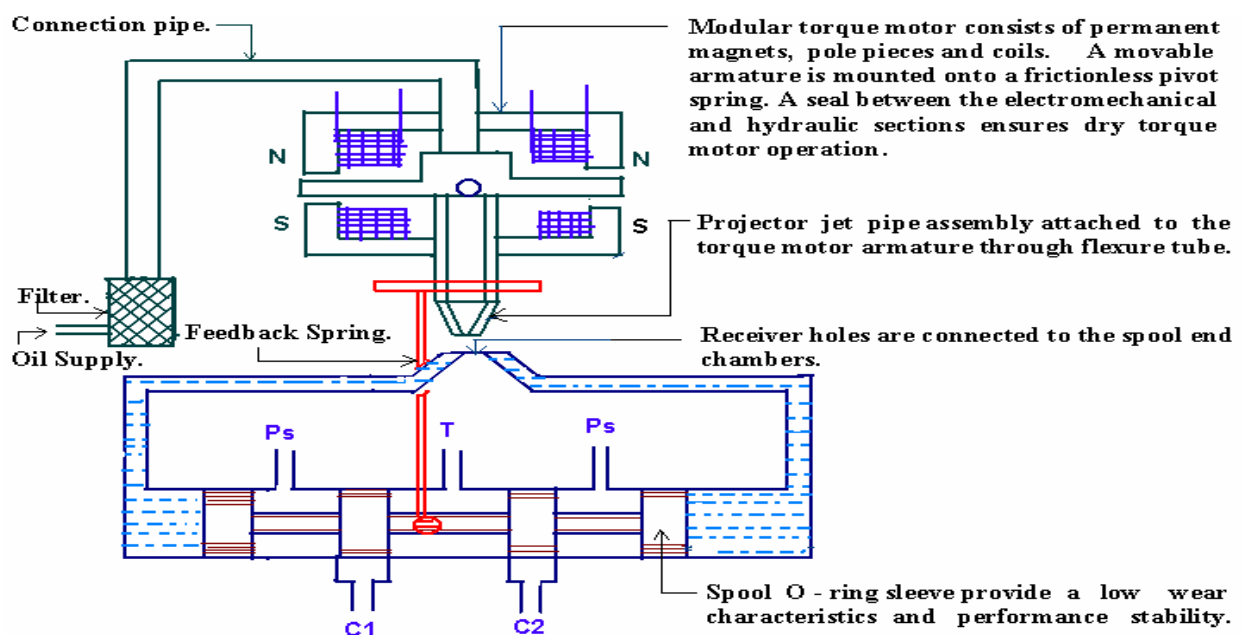 Connection pipe.
Modular torque motor consists of permanent
magnets, pole pieces and coils. A movable
armature is mounted onto a frictionless pivot
spring. A seal between the electromechanical
and hydraulic sections ensures dry torque
motor operation.
N
N
S
S
Projector jet pipe assembly attached to the
torque motor armature through flexure tube.
Filter.
Feedback Spring.
Receiver holes are connected to the spool end
chambers.
Oil Supply.
Ps
T
Ps
Spool O - ring sleeve provide a low wear
characteristics and performance stability.
C1
C2